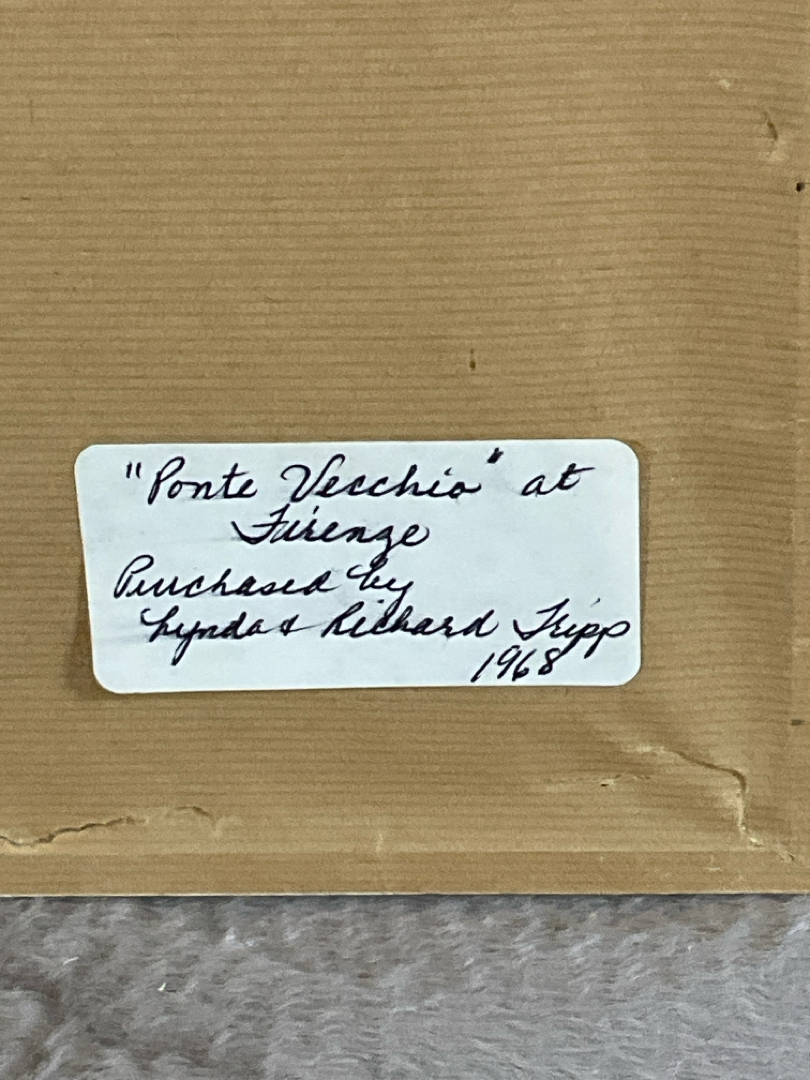 "Ponte Vecchio" at
Firenze
Purchased by
Lynda & Richard Tripp
1968